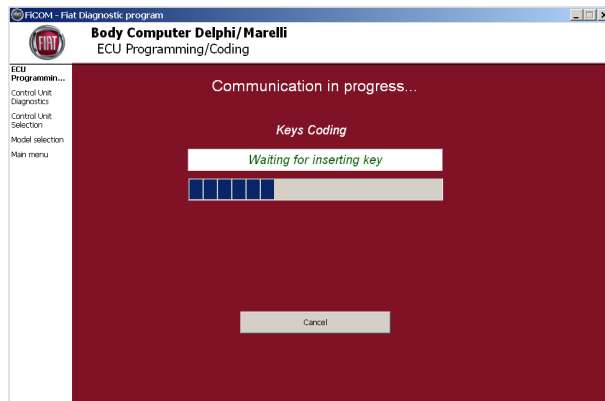 FiCOM - Fiat Diagnostic program
FIAT
Body Computer Delphi/Marelli
ECU Programming/Coding
ECU
Programmin...
Control Unit
Diagnostics
Control Unit
Selection
Model selection
Main menu
Communication in progress...
Keys Coding
Waiting for inserting key
Cancel